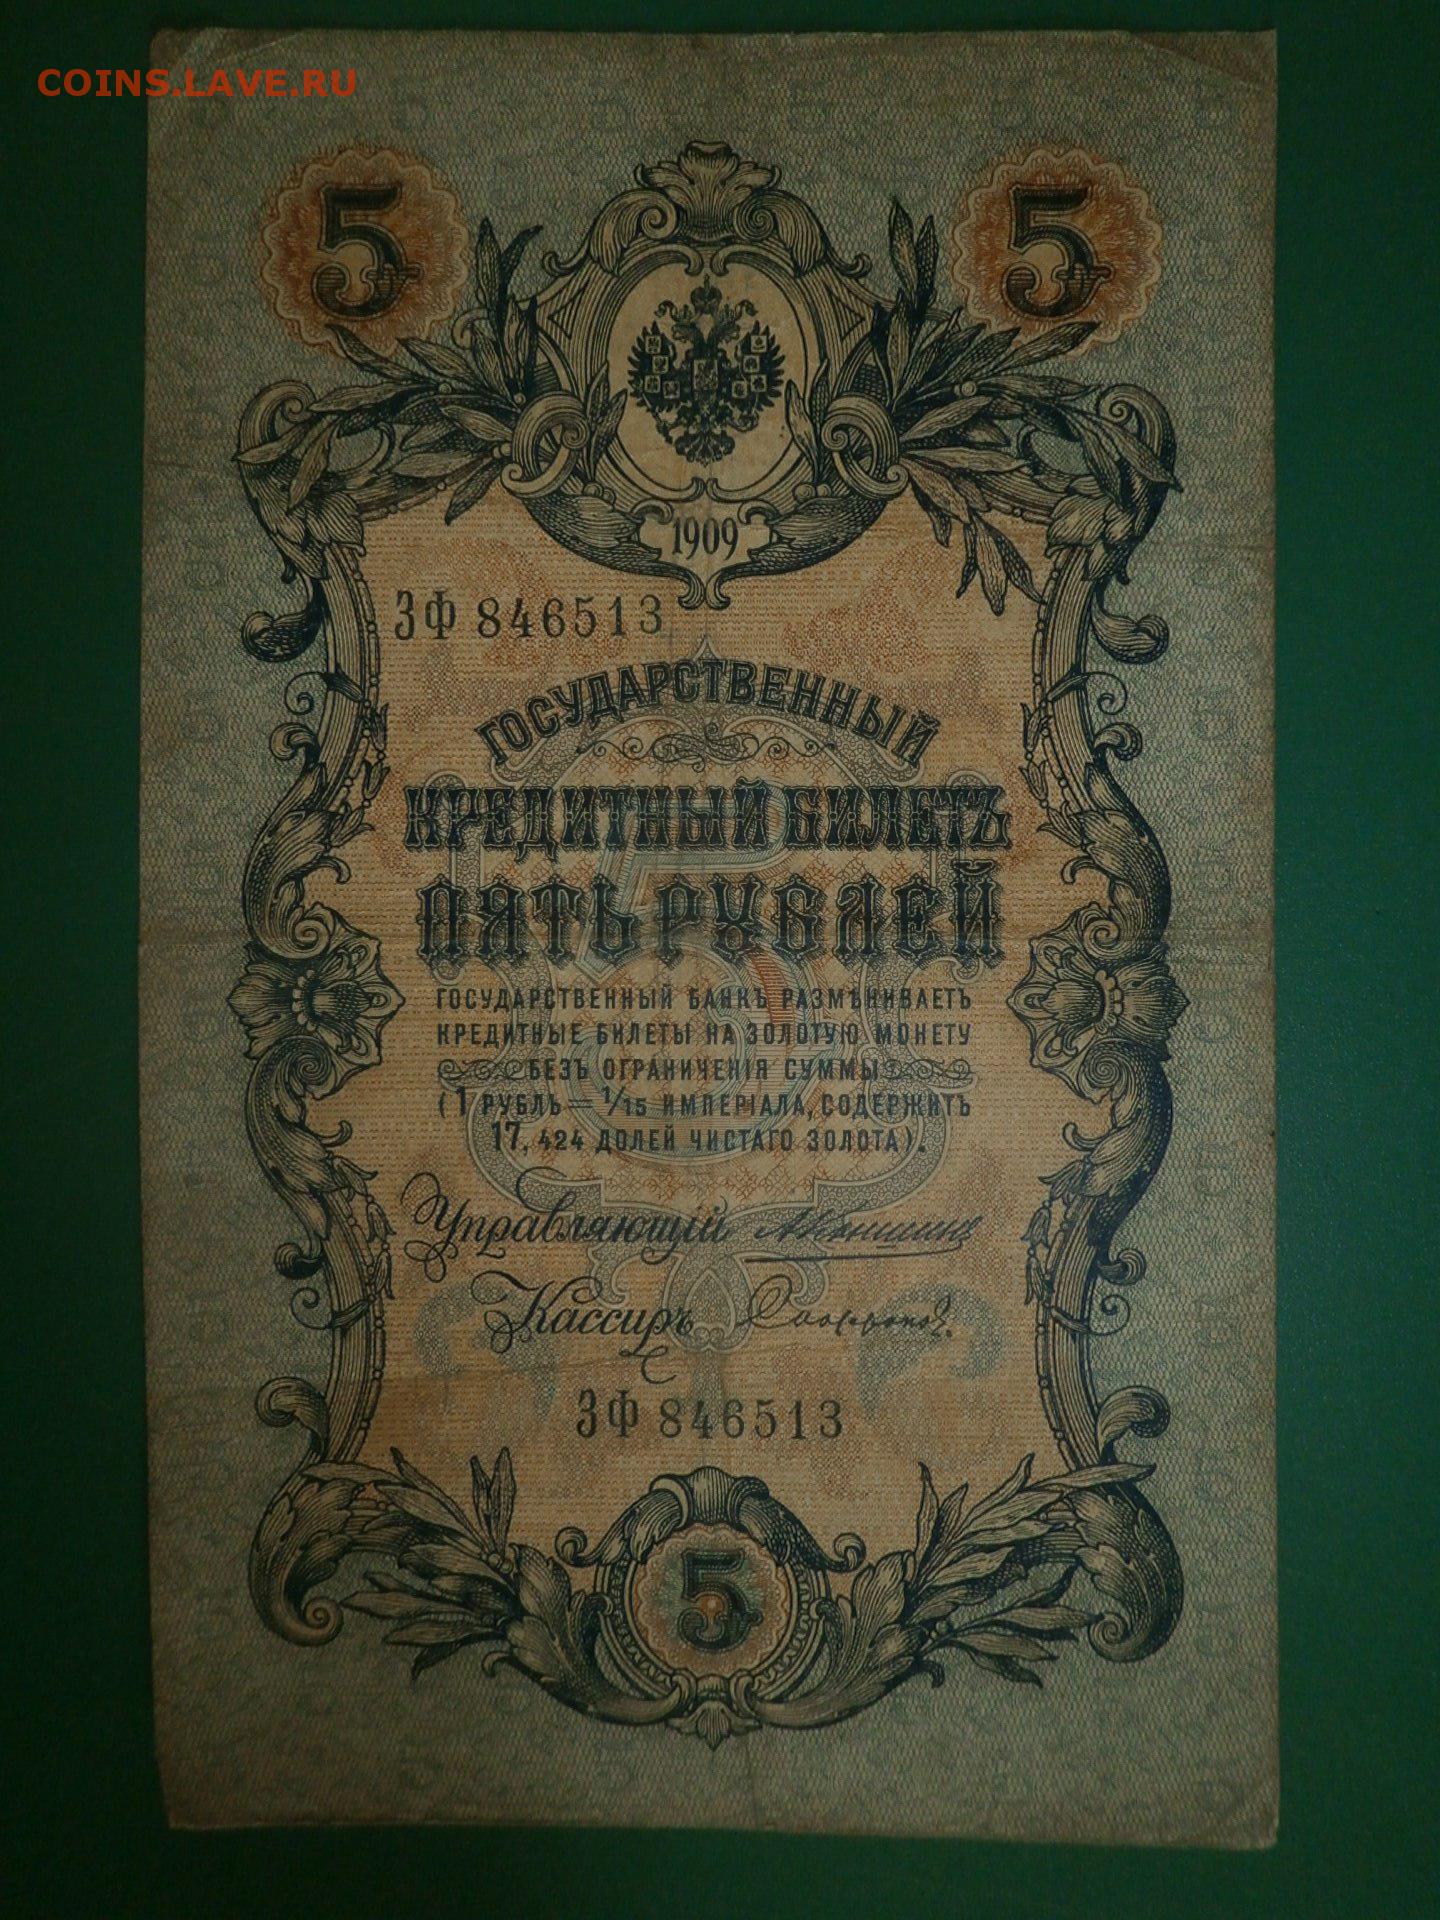 COINS.LAVE.RU
5 5
1909
ЗФ 846513
ГОСУДАРСТВЕННЫЙ
КРЕДИТНЫЙ БИЛЕТЪ
ПЯТЬ РУБЛЕЙ
ГОСУДАРСТВЕННЫЙ БАНКЪ РАЗМѢНИВАЕТЪ
КРЕДИТНЫЕ БИЛЕТЫ НА ЗОЛОТУЮ МОНЕТУ
БЕЗЪ ОГРАНИЧЕНІЯ СУММЫ
(1 РУБЛЬ = 1/15 ИМПЕРІАЛА, СОДЕРЖИТЪ
17, 424 ДОЛЕЙ ЧИСТАГО ЗОЛОТА).
Управляющій АКоншинъ
Кассиръ
ЗФ 846513
5